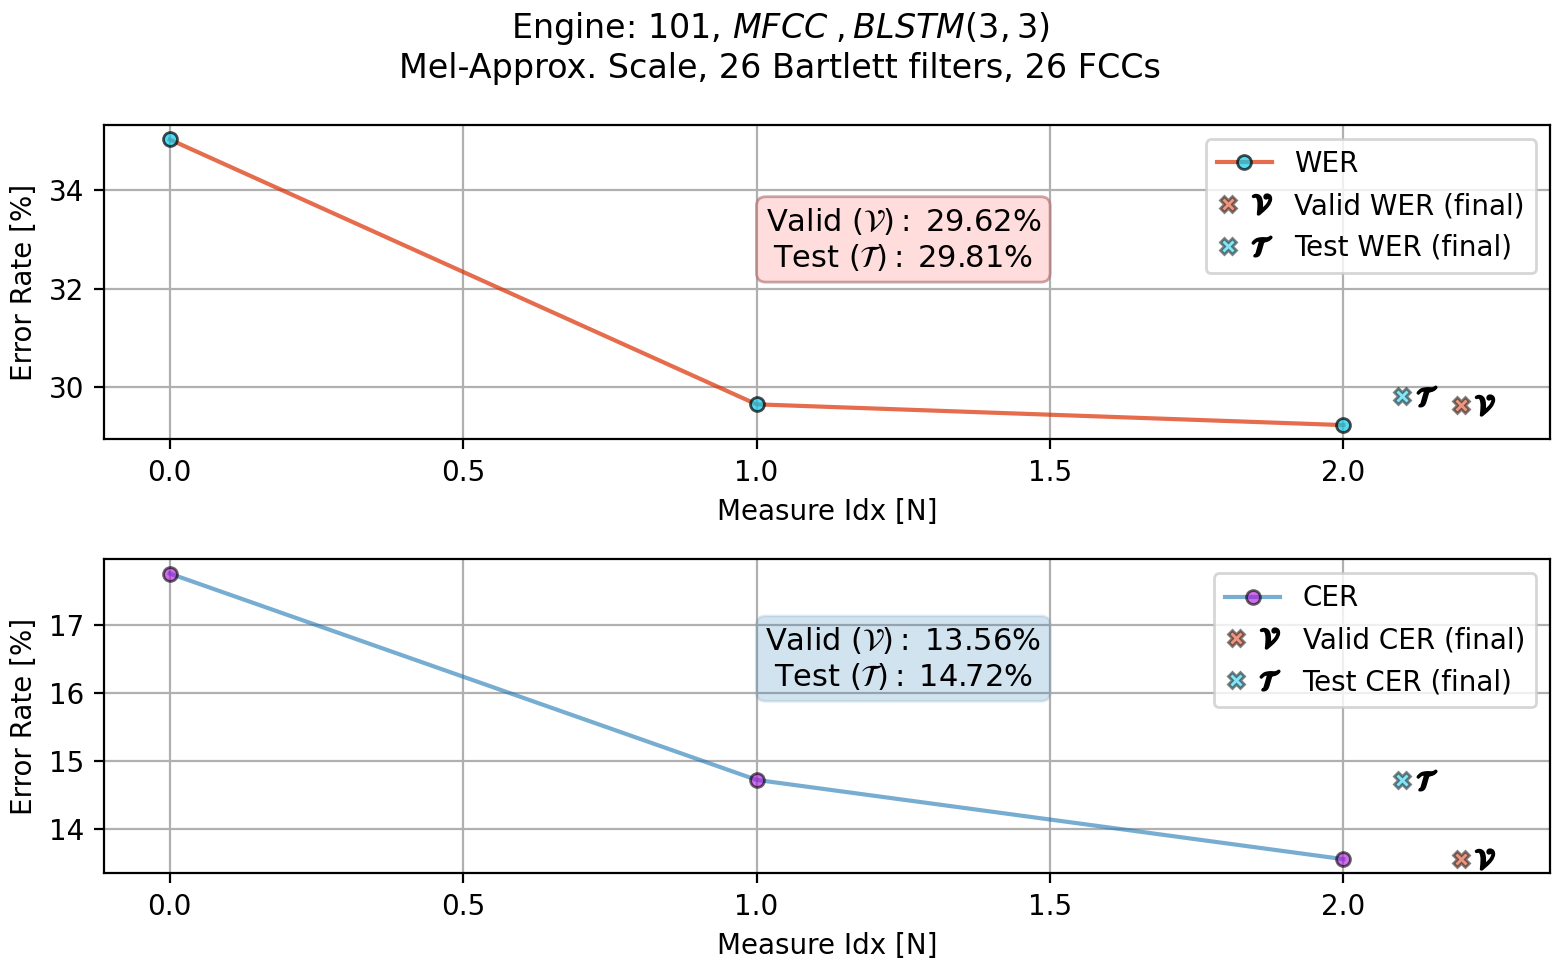 Engine: 101, MFCC , BLSTM(3, 3)
Mel-Approx. Scale, 26 Bartlett filters, 26 FCCs
Error Rate [%]
34
32
30
Valid (𝒱) : 29.62%
Test (𝒯) : 29.81%
WER
𝒱 Valid WER (final)
𝒯 Test WER (final)
𝒯 𝒱
0.0 0.5 1.0 1.5 2.0
Measure Idx [N]
Error Rate [%]
17
16
15
14
Valid (𝒱) : 13.56%
Test (𝒯) : 14.72%
CER
𝒱 Valid CER (final)
𝒯 Test CER (final)
𝒯
𝒱
0.0 0.5 1.0 1.5 2.0
Measure Idx [N]